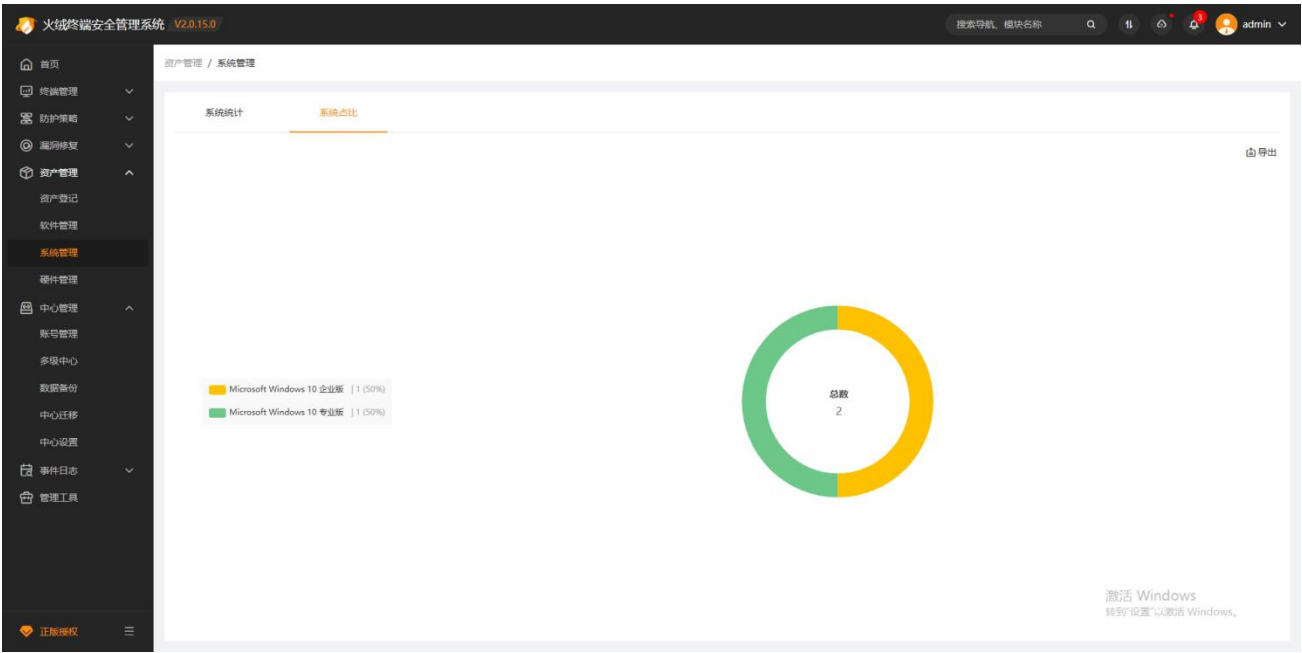 火绒终端安全管理系统 V2.0.15.0
搜索导航、模块名称
3
admin
首页
终端管理
防护策略
漏洞修复
资产管理
资产登记
软件管理
系统管理
硬件管理
中心管理
账号管理
多级中心
数据备份
中心迁移
中心设置
事件日志
管理工具
正版授权
资产管理 / 系统管理
系统统计 系统占比
导出
Microsoft Windows 10 企业版 | 1 (50%)
Microsoft Windows 10 专业版 | 1 (50%)
总数
2
激活 Windows
转到"设置"以激活 Windows。